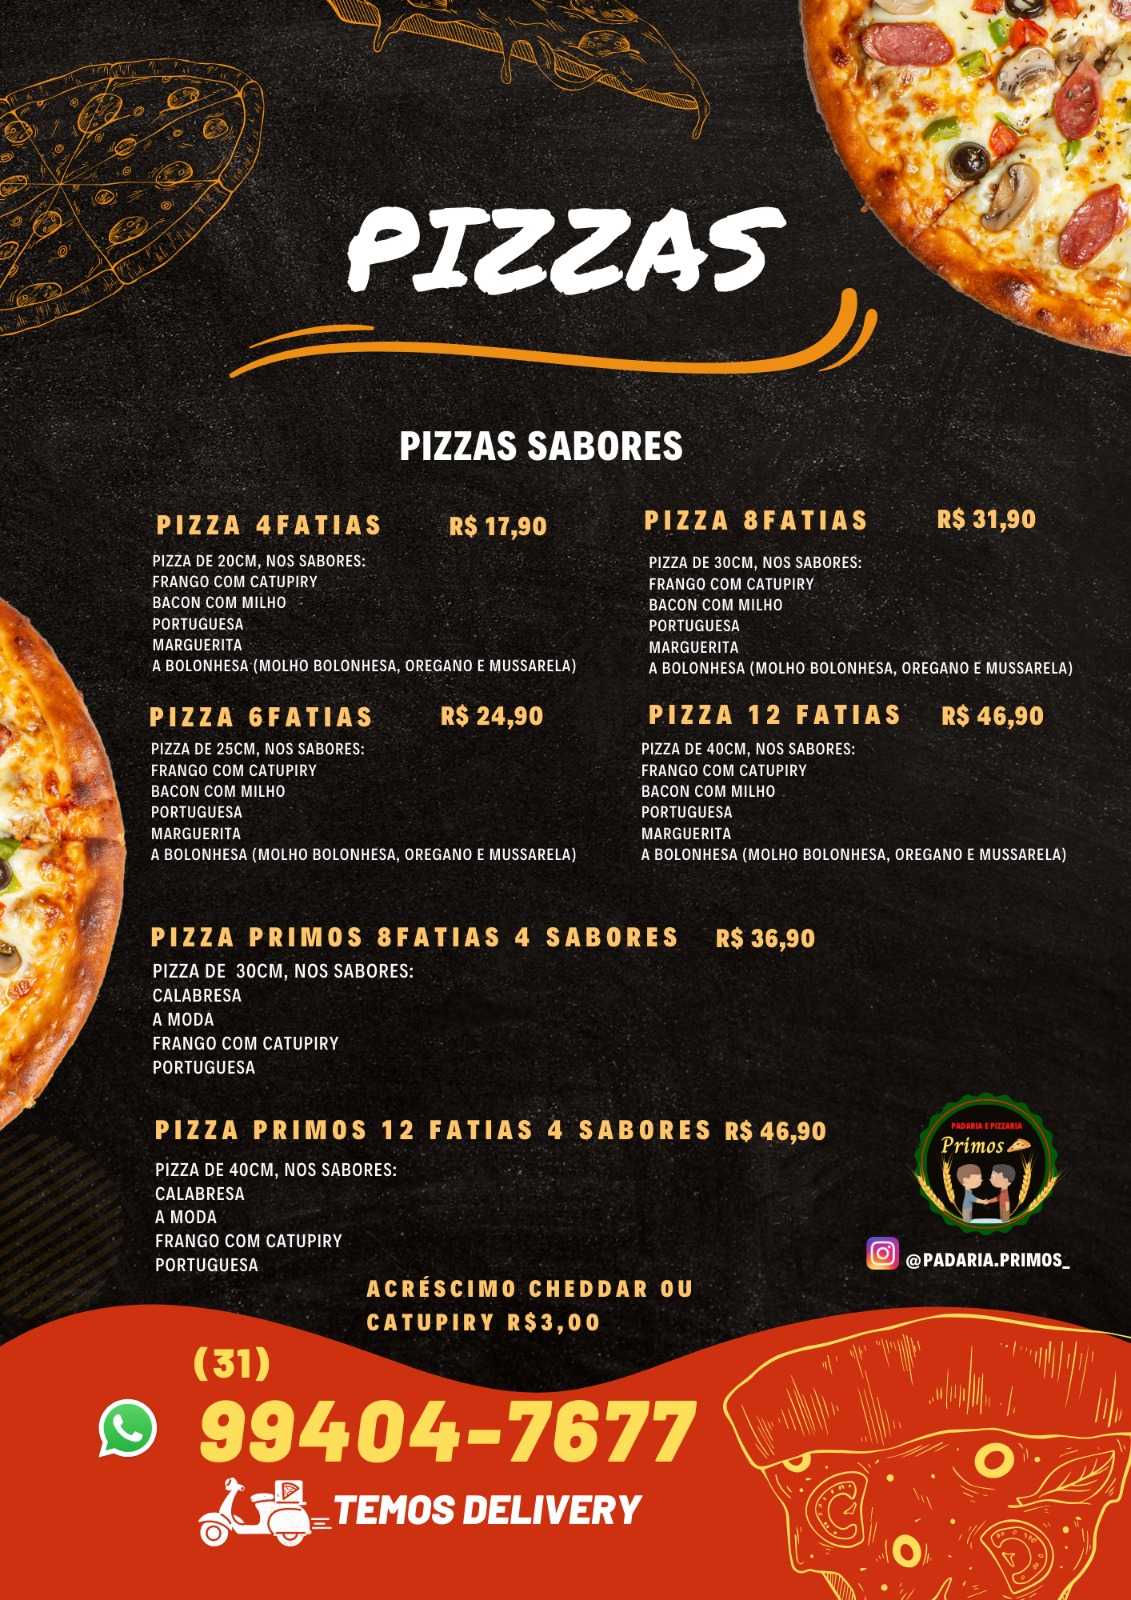 PIZZAS
PIZZAS SABORES
PIZZA 4FATIAS R$ 17,90
PIZZA DE 20CM, NOS SABORES:
FRANGO COM CATUPIRY
BACON COM MILHO
PORTUGUESA
MARGUERITA
A BOLONHESA (MOLHO BOLONHESA, OREGANO E MUSSARELA)
PIZZA 8FATIAS R$ 31,90
PIZZA DE 30CM, NOS SABORES:
FRANGO COM CATUPIRY
BACON COM MILHO
PORTUGUESA
MARGUERITA
A BOLONHESA (MOLHO BOLONHESA, OREGANO E MUSSARELA)
PIZZA 6FATIAS R$ 24,90
PIZZA DE 25CM, NOS SABORES:
FRANGO COM CATUPIRY
BACON COM MILHO
PORTUGUESA
MARGUERITA
A BOLONHESA (MOLHO BOLONHESA, OREGANO E MUSSARELA)
PIZZA 12 FATIAS R$ 46,90
PIZZA DE 40CM, NOS SABORES:
FRANGO COM CATUPIRY
BACON COM MILHO
PORTUGUESA
MARGUERITA
A BOLONHESA (MOLHO BOLONHESA, OREGANO E MUSSARELA)
PIZZA PRIMOS 8FATIAS 4 SABORES R$ 36,90
PIZZA DE 30CM, NOS SABORES:
CALABRESA
A MODA
FRANGO COM CATUPIRY
PORTUGUESA
PIZZA PRIMOS 12 FATIAS 4 SABORES R$ 46,90
PIZZA DE 40CM, NOS SABORES:
CALABRESA
A MODA
FRANGO COM CATUPIRY
PORTUGUESA
PADARIA E PIZZARIA
Primos
@PADARIA.PRIMOS_
ACRÉSCIMO CHEDDAR OU
CATUPIRY R$3,00
(31)
99404-7677
TEMOS DELIVERY